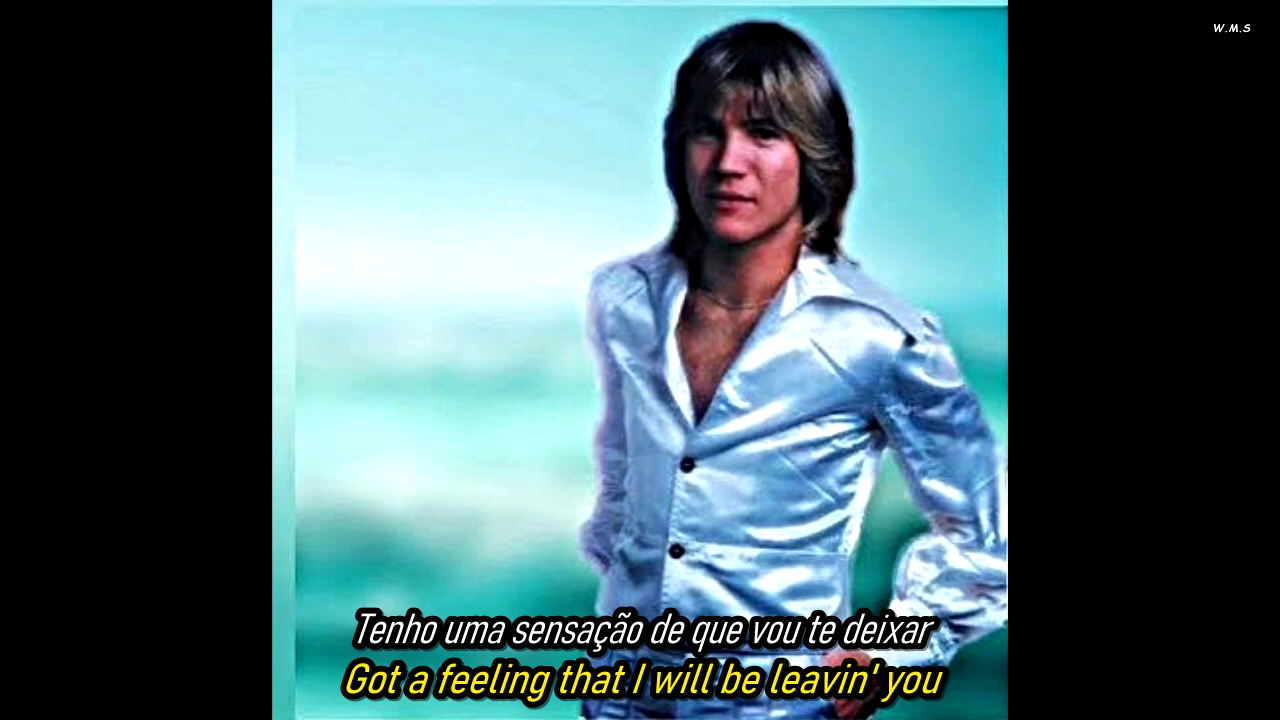 W.M.S
Tenho uma sensação de que vou te deixar
Got a feeling that I will be leavin' you